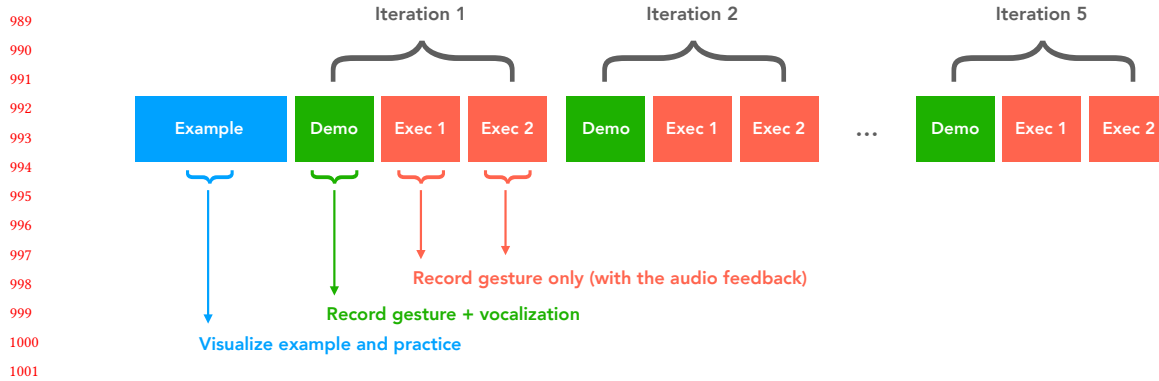 989
990
991
992
993
994
995
996
997
998
999
1000
1001
Iteration 1 Iteration 2 Iteration 5
Example Demo Exec 1 Exec 2 Demo Exec 1 Exec 2 ... Demo Exec 1 Exec 2
Record gesture only (with the audio feedback)
Record gesture + vocalization
Visualize example and practice